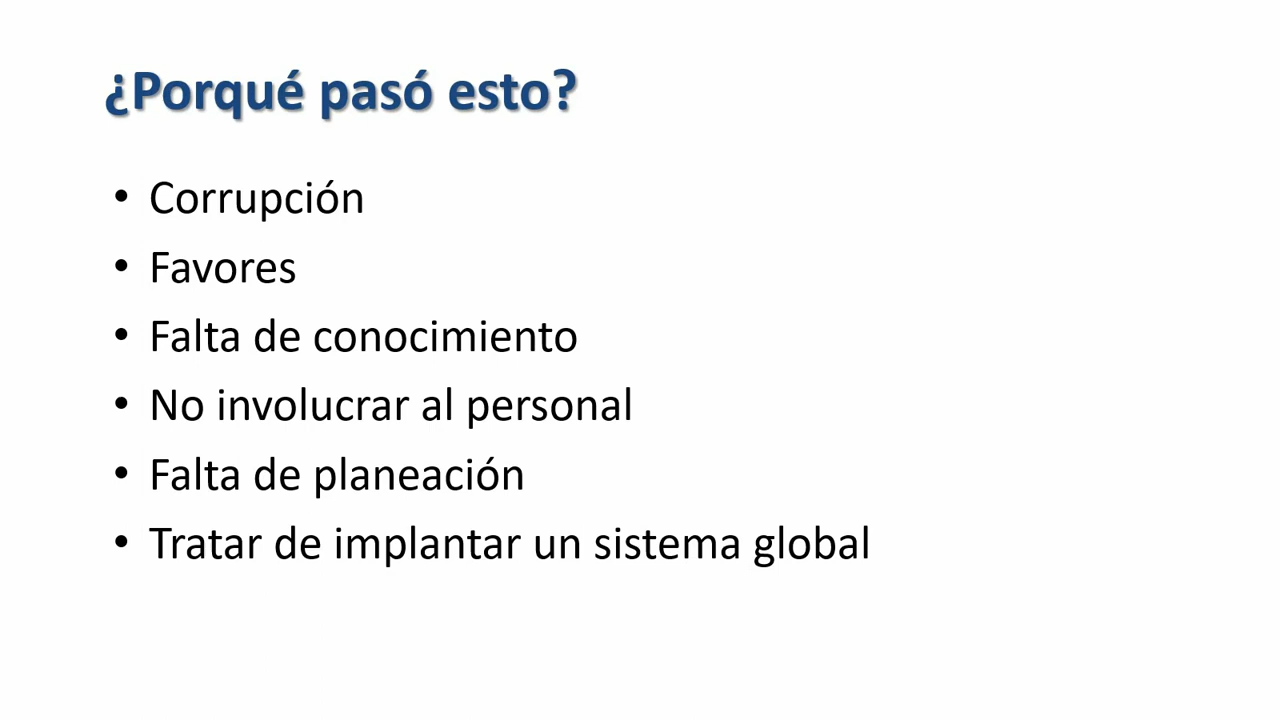 ¿Porqué pasó esto?
• Corrupción
• Favores
• Falta de conocimiento
• No involucrar al personal
• Falta de planeación
• Tratar de implantar un sistema global